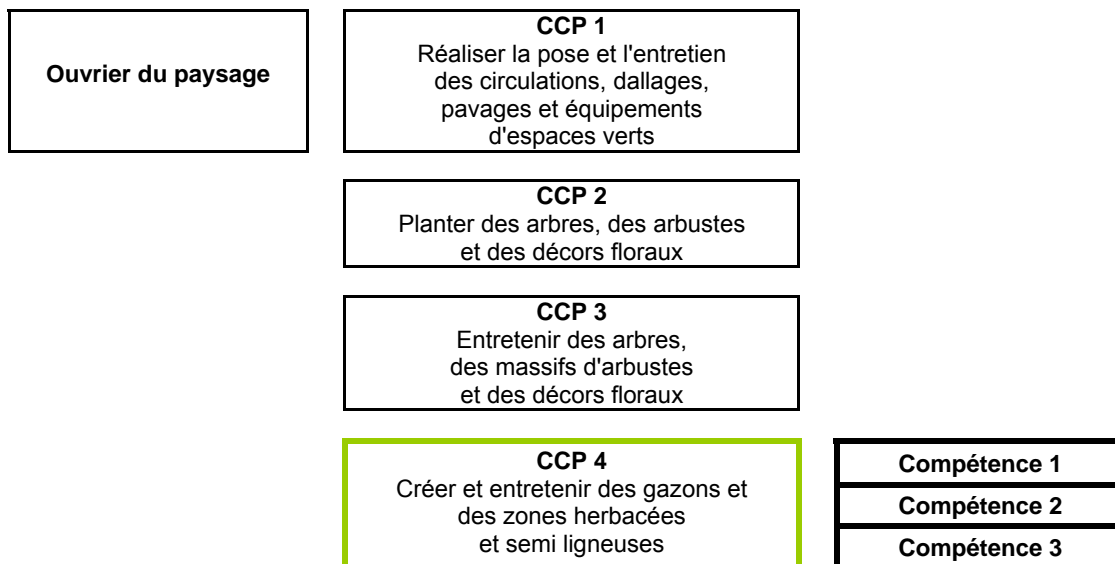 Ouvrier du paysage
CCP 1
Réaliser la pose et l'entretien
des circulations, dallages,
pavages et équipements
d'espaces verts
CCP 2
Planter des arbres, des arbustes
et des décors floraux
CCP 3
Entretenir des arbres,
des massifs d'arbustes
et des décors floraux
CCP 4
Créer et entretenir des gazons et
des zones herbacées
et semi ligneuses
Compétence 1
Compétence 2
Compétence 3